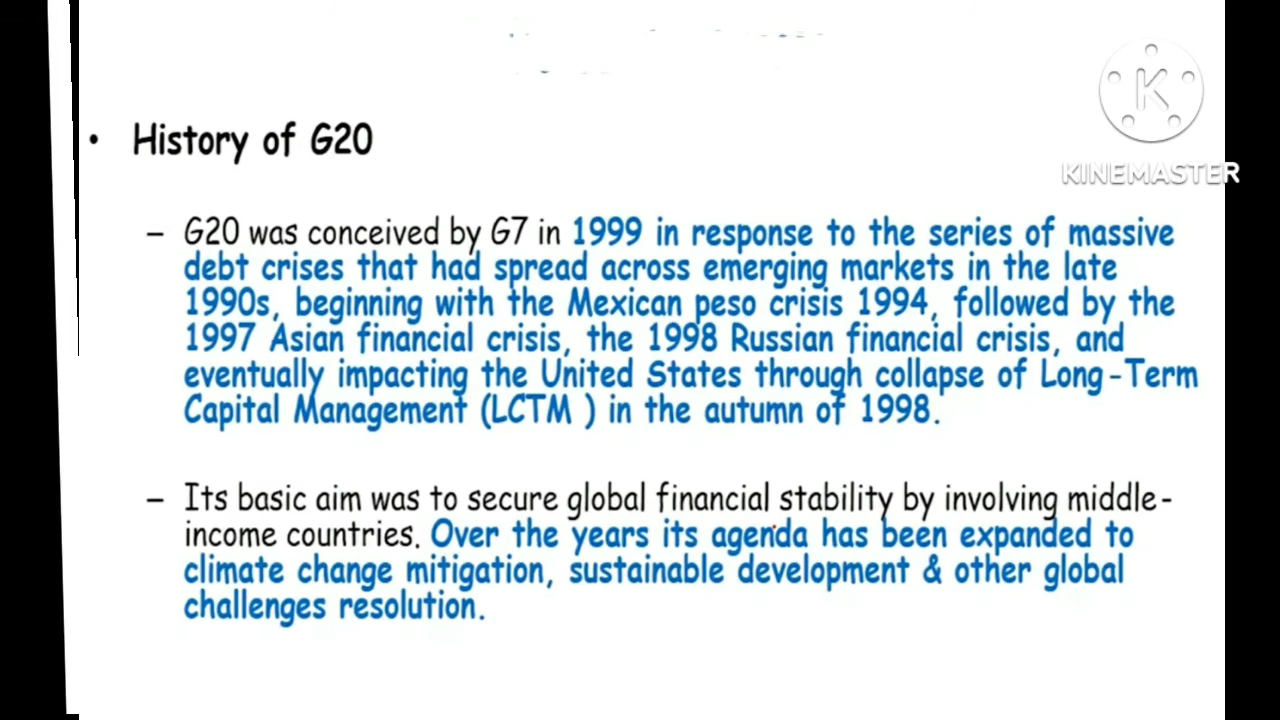 • History of G20
– G20 was conceived by G7 in 1999 in response to the series of massive
debt crises that had spread across emerging markets in the late
1990s, beginning with the Mexican peso crisis 1994, followed by the
1997 Asian financial crisis, the 1998 Russian financial crisis, and
eventually impacting the United States through collapse of Long-Term
Capital Management (LCTM ) in the autumn of 1998.
– Its basic aim was to secure global financial stability by involving middle-
income countries. Over the years its agenda has been expanded to
climate change mitigation, sustainable development & other global
challenges resolution.
K
KINEMASTER